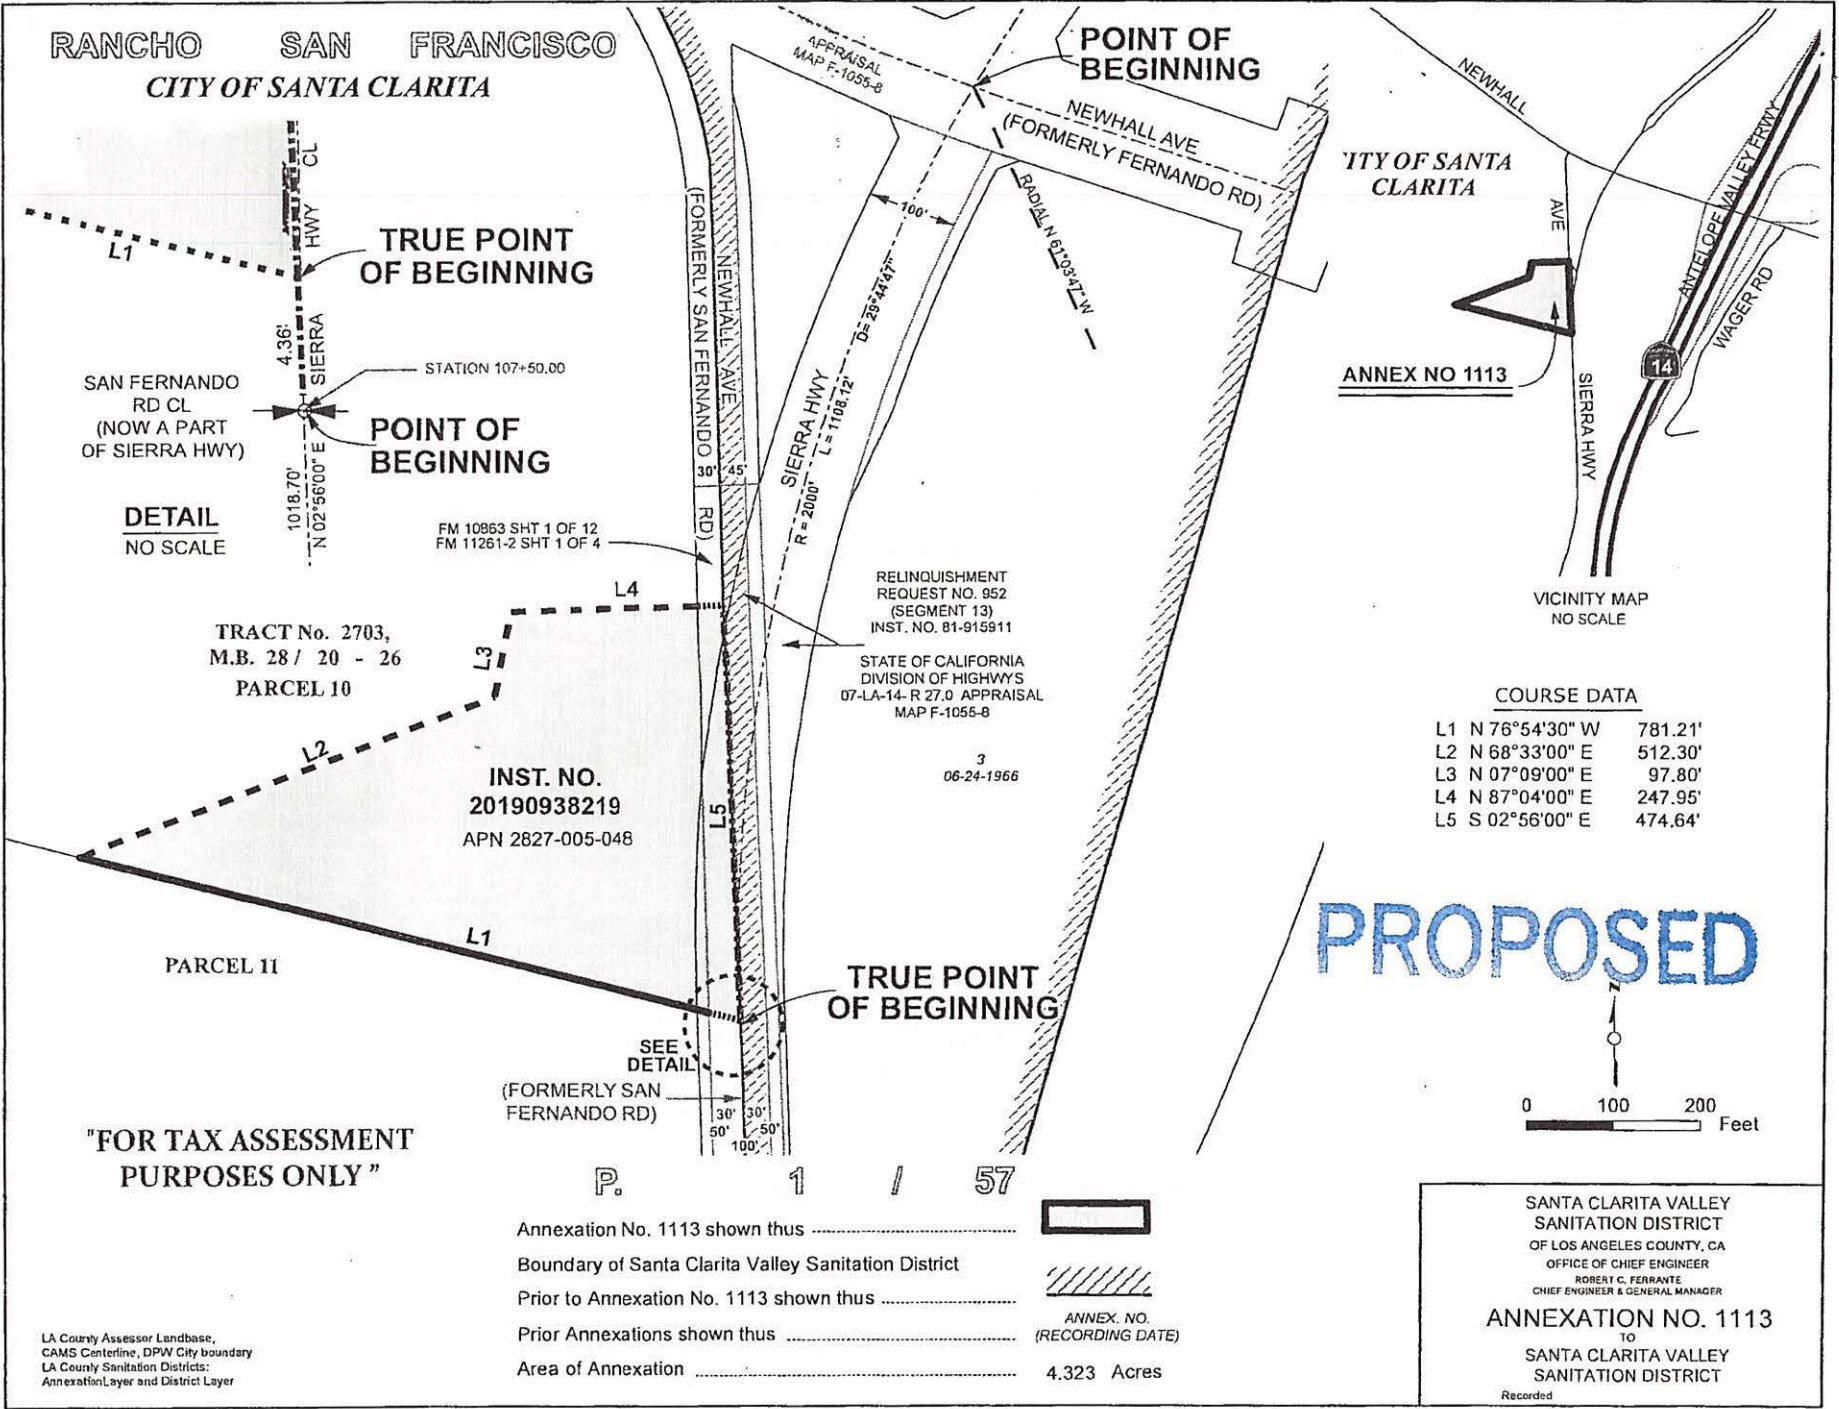 RANCHO SAN FRANCISCO
CITY OF SANTA CLARITA
HWY CL
L1
TRUE POINT
OF BEGINNING
4.36'
SIERRA
STATION 107+50.00
SAN FERNANDO
RD CL
(NOW A PART
OF SIERRA HWY)
POINT OF
BEGINNING
1018.70'
N 02°56'00" E
DETAIL
NO SCALE
APPRAISAL
MAP F-1055-8
POINT OF
BEGINNING
NEWHALL AVE
(FORMERLY FERNANDO RD)
RADIAL N 61°03'47" W
100'
(FORMERLY SAN FERNANDO RD)
NEWHALL AVE
30' 45'
SIERRA HWY
D= 29°44'47"
R = 2000' L = 1108.12'
FM 10863 SHT 1 OF 12
FM 11261-2 SHT 1 OF 4
RELINQUISHMENT
REQUEST NO. 952
(SEGMENT 13)
INST. NO. 81-915911
STATE OF CALIFORNIA
DIVISION OF HIGHWYS
07-LA-14- R 27.0 APPRAISAL
MAP F-1055-8
3
06-24-1966
L4
L3
TRACT No. 2703,
M.B. 28 / 20 - 26
PARCEL 10
L2
INST. NO.
20190938219
APN 2827-005-048
L5
L1
PARCEL 11
TRUE POINT
OF BEGINNING
SEE
DETAIL
(FORMERLY SAN
FERNANDO RD)
30' 30'
50' 50'
100'
"FOR TAX ASSESSMENT
PURPOSES ONLY "
P. 1 / 57
NEWHALL
'ITY OF SANTA
CLARITA
AVE
ANTELOPE VALLEY FRWY
WAGER RD
14
ANNEX NO 1113
SIERRA HWY
VICINITY MAP
NO SCALE
COURSE DATA
L1 N 76°54'30" W 781.21'
L2 N 68°33'00" E 512.30'
L3 N 07°09'00" E 97.80'
L4 N 87°04'00" E 247.95'
L5 S 02°56'00" E 474.64'
PROPOSED
N
0 100 200
Feet
Annexation No. 1113 shown thus
Boundary of Santa Clarita Valley Sanitation District
Prior to Annexation No. 1113 shown thus
Prior Annexations shown thus
ANNEX. NO.
(RECORDING DATE)
Area of Annexation 4.323 Acres
LA County Assessor Landbase,
CAMS Centerline, DPW City boundary
LA County Sanitation Districts:
AnnexationLayer and District Layer
SANTA CLARITA VALLEY
SANITATION DISTRICT
OF LOS ANGELES COUNTY, CA
OFFICE OF CHIEF ENGINEER
ROBERT C. FERRANTE
CHIEF ENGINEER & GENERAL MANAGER
ANNEXATION NO. 1113
TO
SANTA CLARITA VALLEY
SANITATION DISTRICT
Recorded